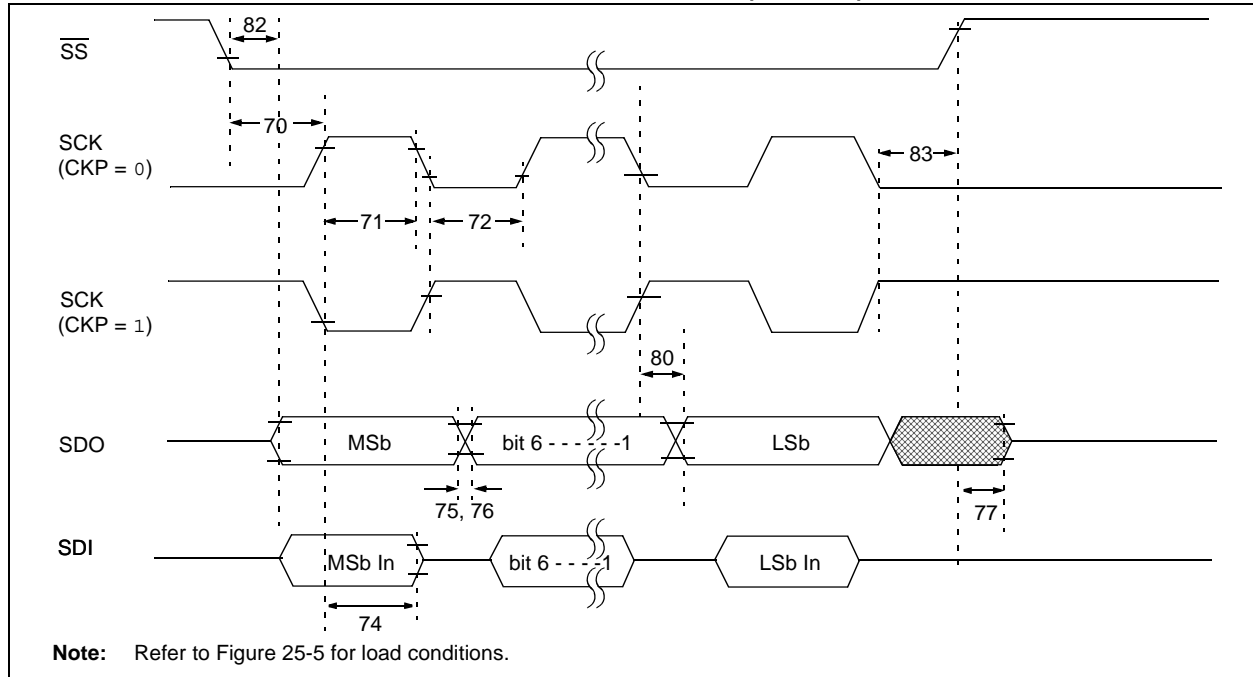 82
SS
70
SCK
(CKP = 0)
83
71
72
SCK
(CKP = 1)
80
SDO
MSb
bit 6 - - - - - -1
LSb
75, 76
77
SDI
MSb In
bit 6 - - - -1
LSb In
74
Note: Refer to Figure 25-5 for load conditions.